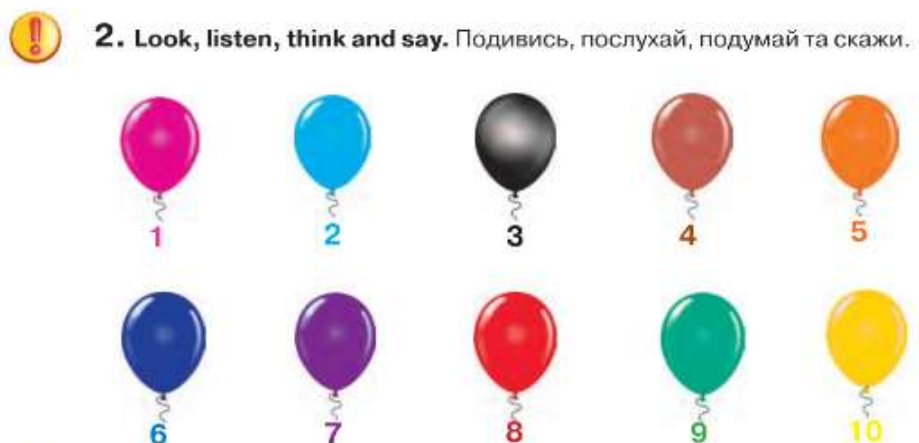 !
2. Look, listen, think and say. Подивись, послухай, подумай та скажи.
1 2 3 4 5
6 7 8 9 10